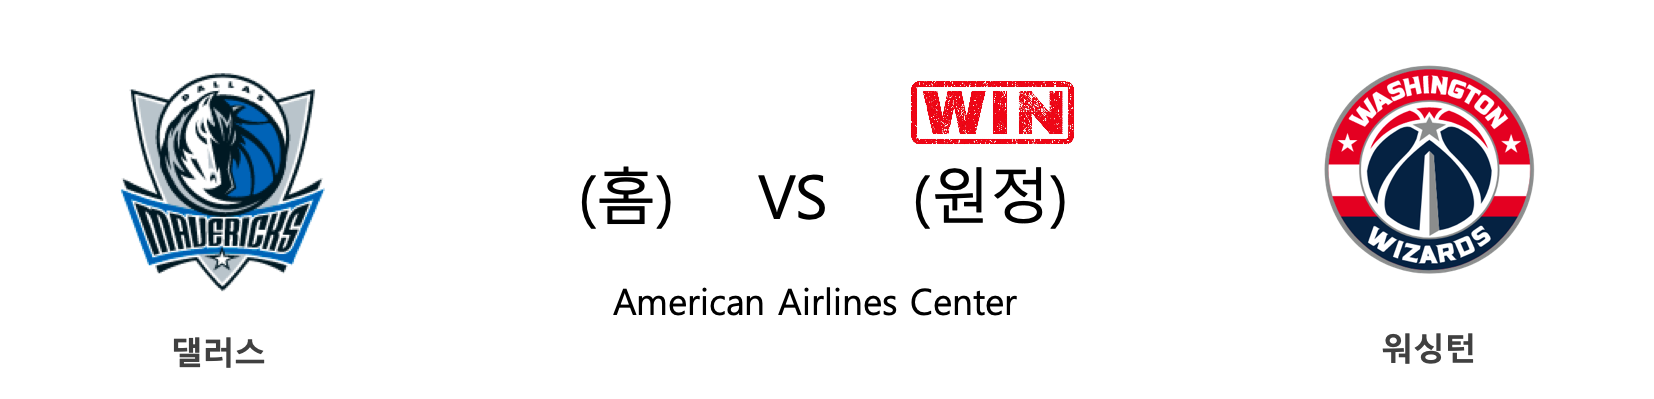 DALLAS
MAVERICKS
댈러스
WIN
(홈) VS (원정)
American Airlines Center
WASHINGTON
WIZARDS
워싱턴